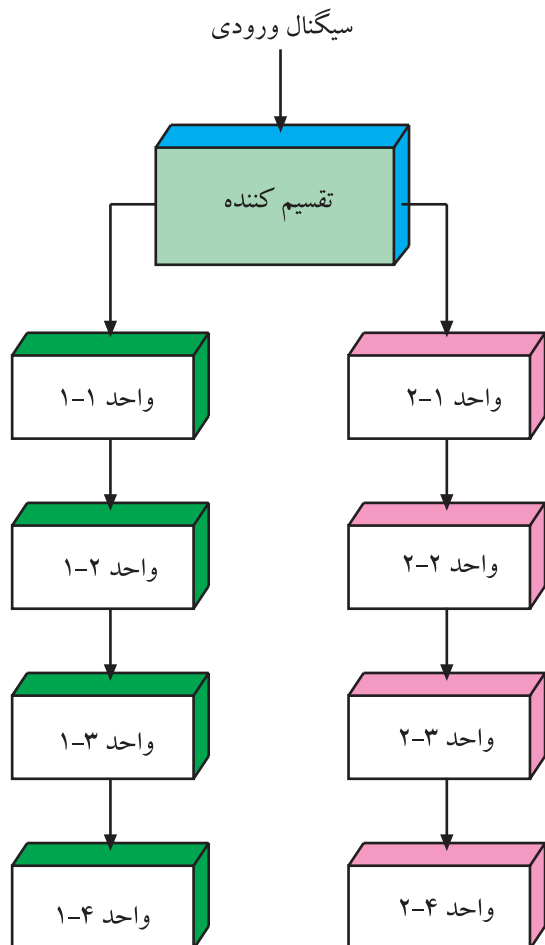 سیگنال ورودی
تقسیم کننده
واحد ۲-۱
واحد ۱-۱
واحد ۲-۲
واحد ۱-۲
واحد ۲-۳
واحد ۱-۳
واحد ۲-۴
واحد ۱-۴